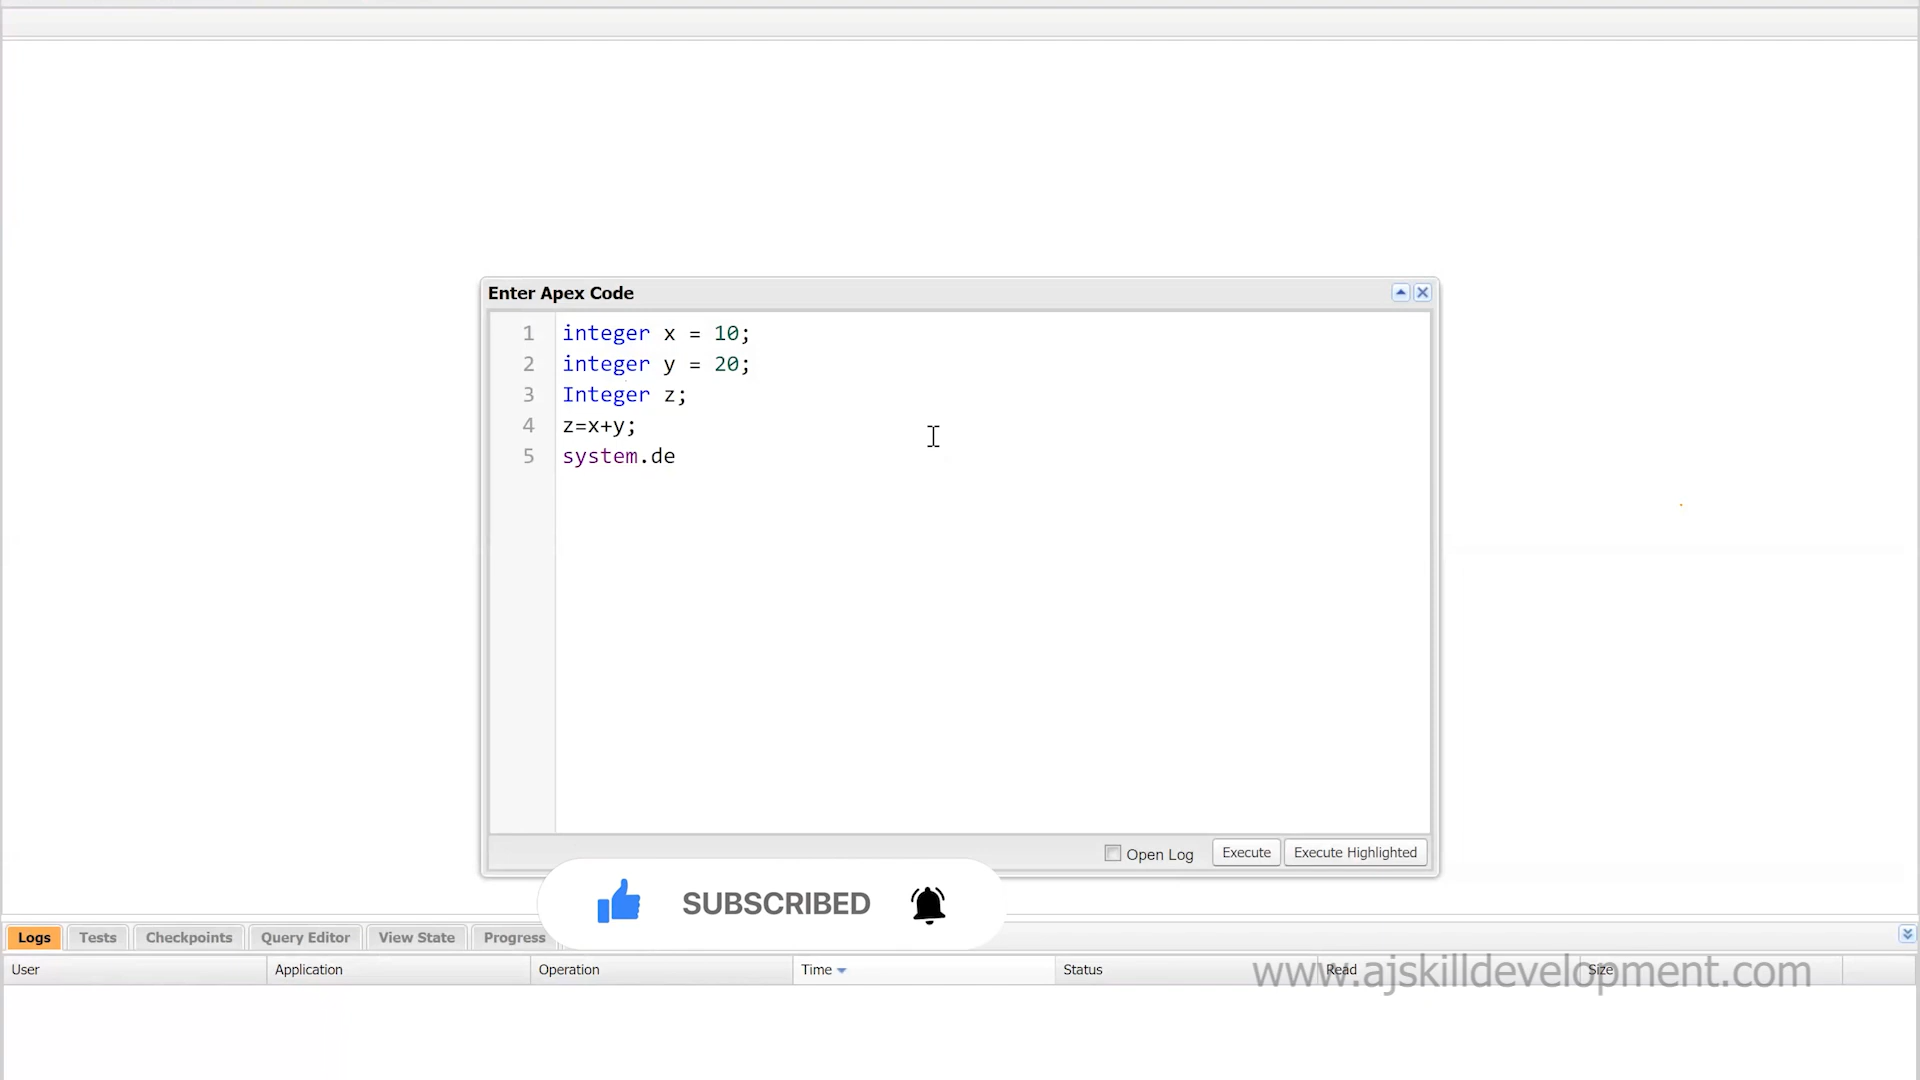 Enter Apex Code
1 integer x = 10;
2 integer y = 20;
3 Integer z;
4 z=x+y;
5 system.de
Open Log Execute Execute Highlighted
SUBSCRIBED
Logs Tests Checkpoints Query Editor View State Progress
User Application Operation Time Status Read Size
www.ajskilldevelopment.com